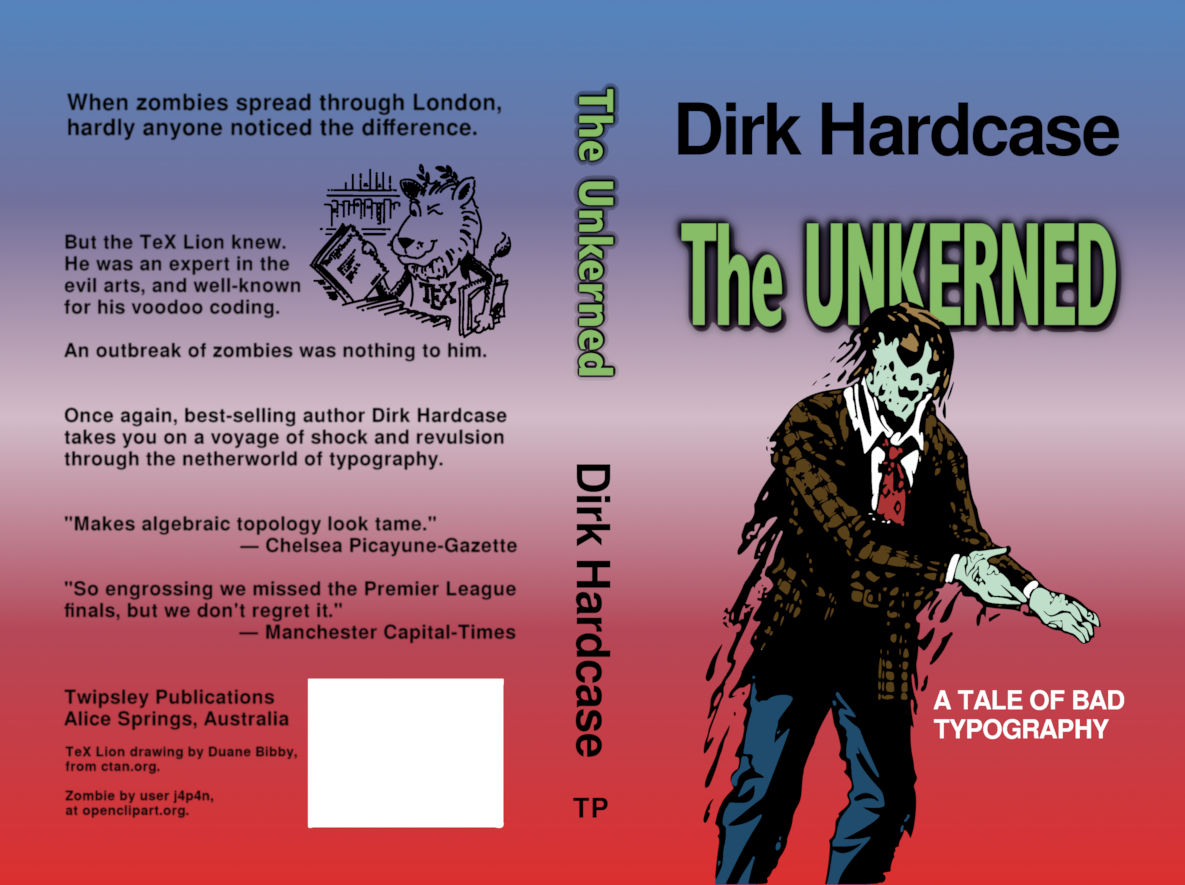 When zombies spread through London,
hardly anyone noticed the difference.
But the TeX Lion knew.
He was an expert in the
evil arts, and well-known
for his voodoo coding.
TEX
An outbreak of zombies was nothing to him.
Once again, best-selling author Dirk Hardcase
takes you on a voyage of shock and revulsion
through the netherworld of typography.
"Makes algebraic topology look tame."
— Chelsea Picayune-Gazette
"So engrossing we missed the Premier League
finals, but we don't regret it."
— Manchester Capital-Times
Twipsley Publications
Alice Springs, Australia
TeX Lion drawing by Duane Bibby,
from ctan.org.
Zombie by user j4p4n,
at openclipart.org.
The Unkerned
Dirk Hardcase
TP
Dirk Hardcase
The UNKERNED
A TALE OF BAD
TYPOGRAPHY